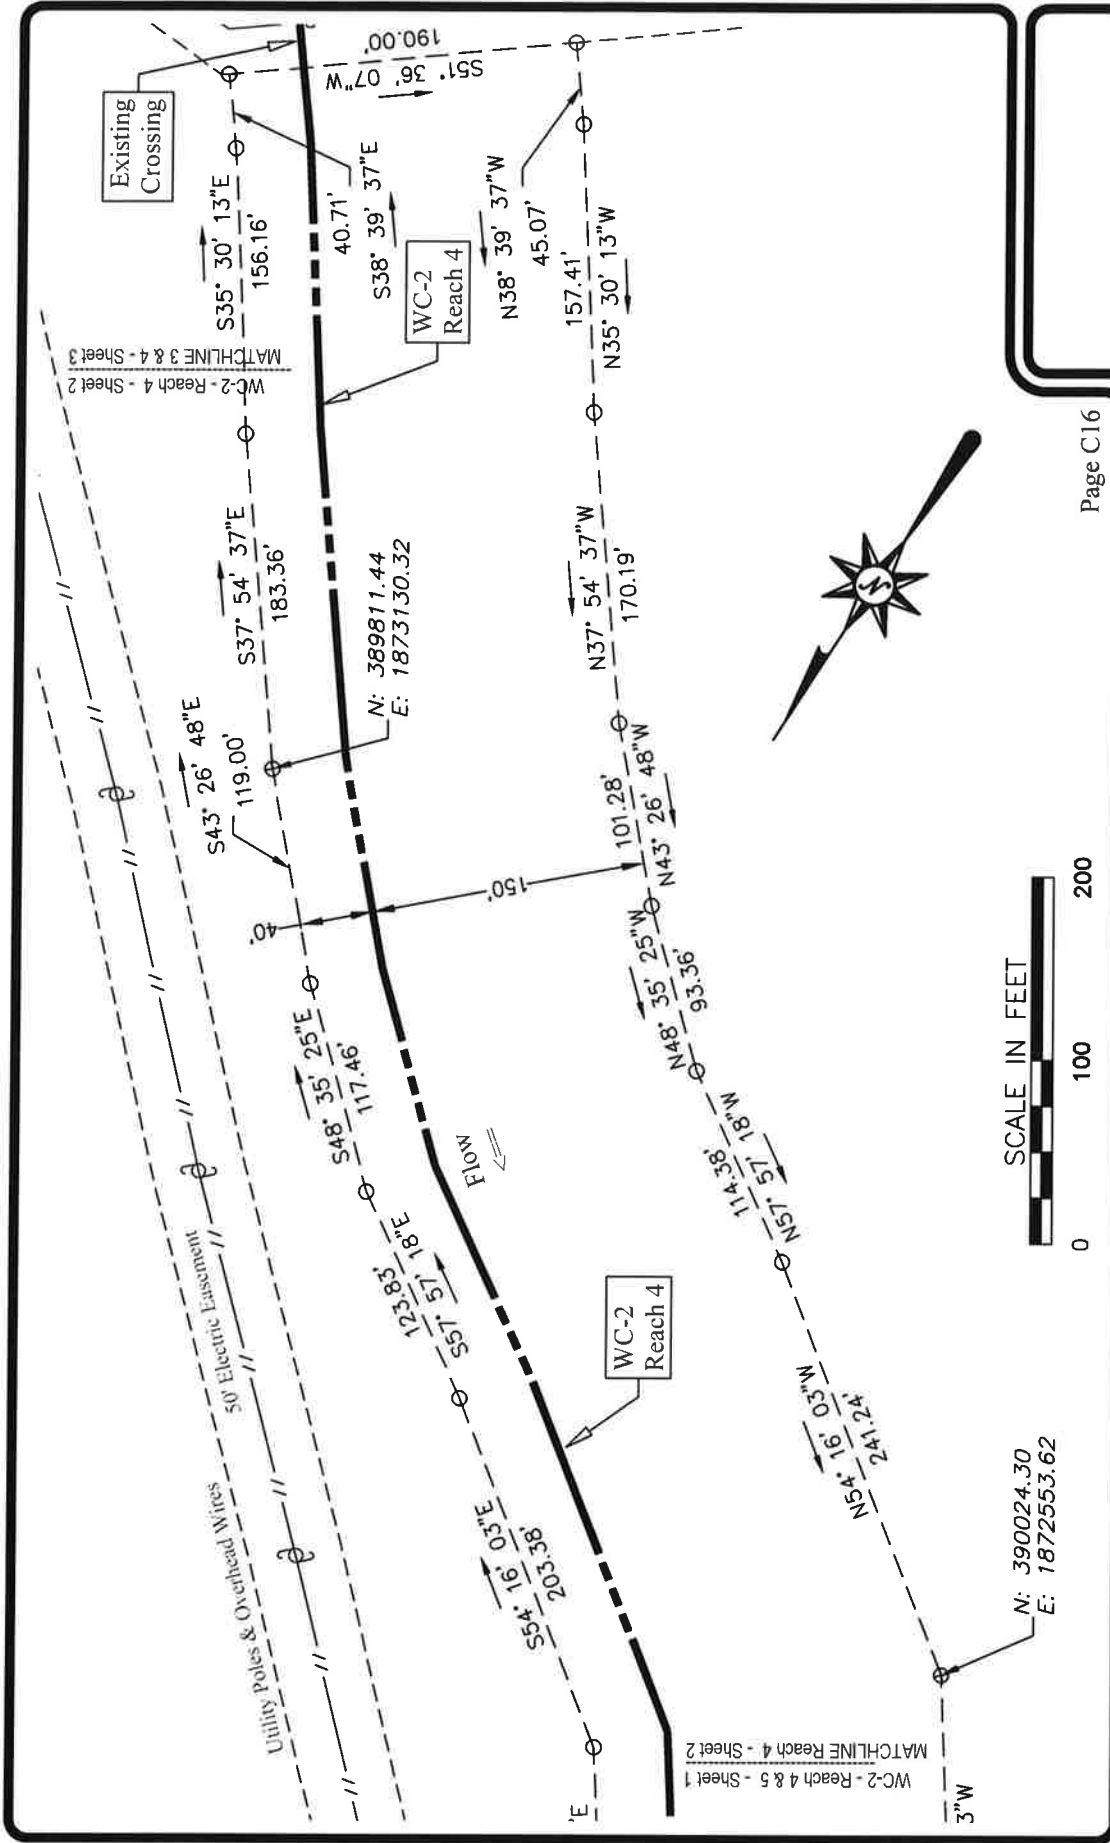 Existing
Crossing
190.00'
S51° 36' 07"W
S35° 30' 13"E
156.16'
40.71'
S38° 39' 37"E
N38° 39' 37"W
45.07'
157.41'
N35° 30' 13"W
WC-2
Reach 4
MATCHLINE 3 & 4 - Sheet 3
WC-2 - Reach 4 - Sheet 2
S37° 54' 37"E
183.36'
N37° 54' 37"W
170.19'
N: 389811.44
E: 1873130.32
S43° 26' 48"E
119.00'
101.28'
N43° 26' 48"W
40'
150'
S48° 35' 25"E
117.46'
N48° 35' 25"W
93.36'
Flow
123.83'
S57° 57' 18"E
114.38'
N57° 57' 18"W
50' Electric Easement
Utility Poles & Overhead Wires
WC-2
Reach 4
S54° 16' 03"E
203.38'
N54° 16' 03"W
241.24'
N: 390024.30
E: 1872553.62
MATCHLINE Reach 4 - Sheet 2
WC-2 - Reach 4 & 5 - Sheet 1
'E
3"W
N
SCALE IN FEET
0 100 200
Page C16